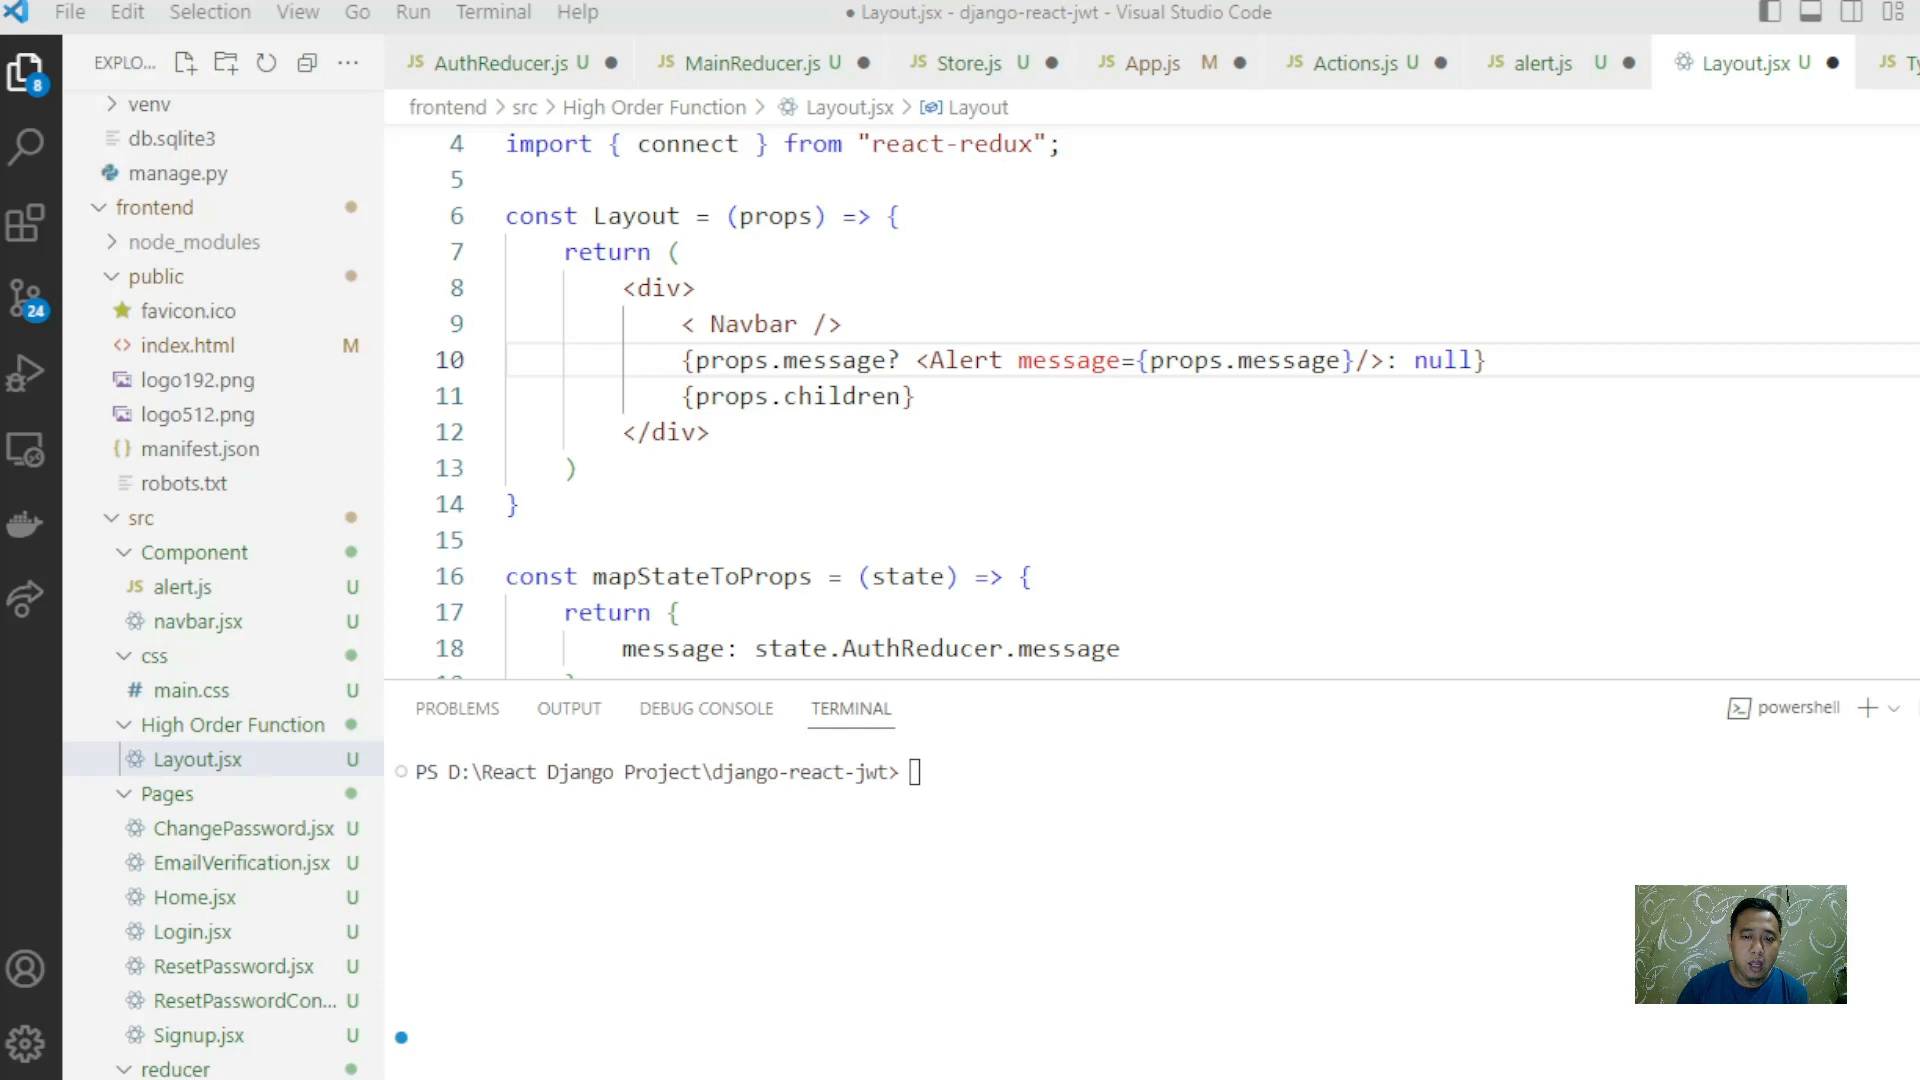 File Edit Selection View Go Run Terminal Help
● Layout.jsx - django-react-jwt - Visual Studio Code
EXPLO...
JS AuthReducer.js U ●
JS MainReducer.js U ●
JS Store.js U ●
JS App.js M ●
JS Actions.js U ●
JS alert.js U ●
Layout.jsx U ●
JS
frontend > src > High Order Function > Layout.jsx > Layout
8
24
venv
db.sqlite3
manage.py
frontend
node_modules
public
favicon.ico
index.html M
logo192.png
logo512.png
manifest.json
robots.txt
src
Component
JS alert.js U
navbar.jsx U
css
# main.css U
High Order Function
Layout.jsx U
Pages
ChangePassword.jsx U
EmailVerification.jsx U
Home.jsx U
Login.jsx U
ResetPassword.jsx U
ResetPasswordCon... U
Signup.jsx U
reducer
4 import { connect } from "react-redux";
5
6 const Layout = (props) => {
7 return (
8 <div>
9 < Navbar />
10 {props.message? <Alert message={props.message}/>: null}
11 {props.children}
12 </div>
13 )
14 }
15
16 const mapStateToProps = (state) => {
17 return {
18 message: state.AuthReducer.message
PROBLEMS OUTPUT DEBUG CONSOLE TERMINAL
powershell
PS D:\React Django Project\django-react-jwt>